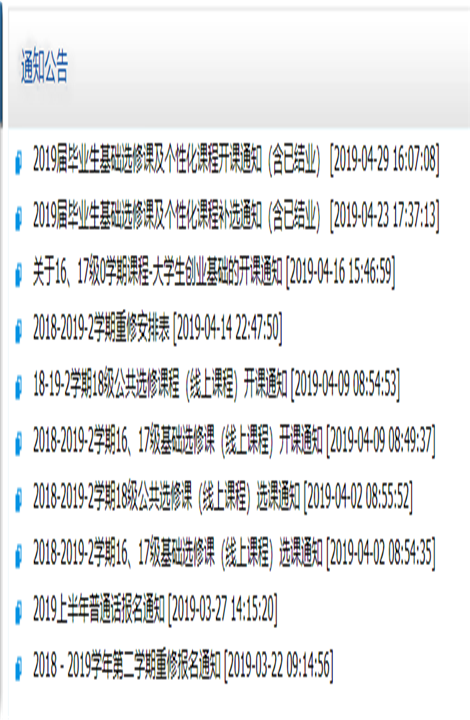 通知公告
2019届毕业生基础选修课及个性化课程开课通知（含已结业） [2019-04-29 16:07:08]
2019届毕业生基础选修课及个性化课程补选通知（含已结业） [2019-04-23 17:37:13]
关于16、17级0学期课程-大学生创业基础的开课通知 [2019-04-16 15:46:59]
2018-2019-2学期重修安排表 [2019-04-14 22:47:50]
18-19-2学期18级公共选修课程（线上课程）开课通知 [2019-04-09 08:54:53]
2018-2019-2学期16、17级基础选修课（线上课程）开课通知 [2019-04-09 08:49:37]
2018-2019-2学期18级公共选修课（线上课程）选课通知 [2019-04-02 08:55:52]
2018-2019-2学期16、17级基础选修课（线上课程）选课通知 [2019-04-02 08:54:35]
2019上半年普通话报名通知 [2019-03-27 14:15:20]
2018 - 2019学年第二学期重修报名通知 [2019-03-22 09:14:56]